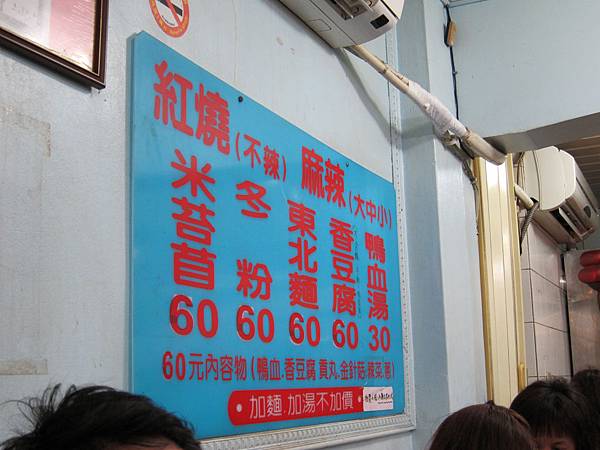 紅燒(不辣) 麻辣(大中小)
米苔苜 60
冬粉 60
東北麵 60
香豆腐 60
鴨血湯 30
60元內容物(鴨血.香豆腐.貢丸.金針菇.辣菜/蔥)
加麵.加湯不加價